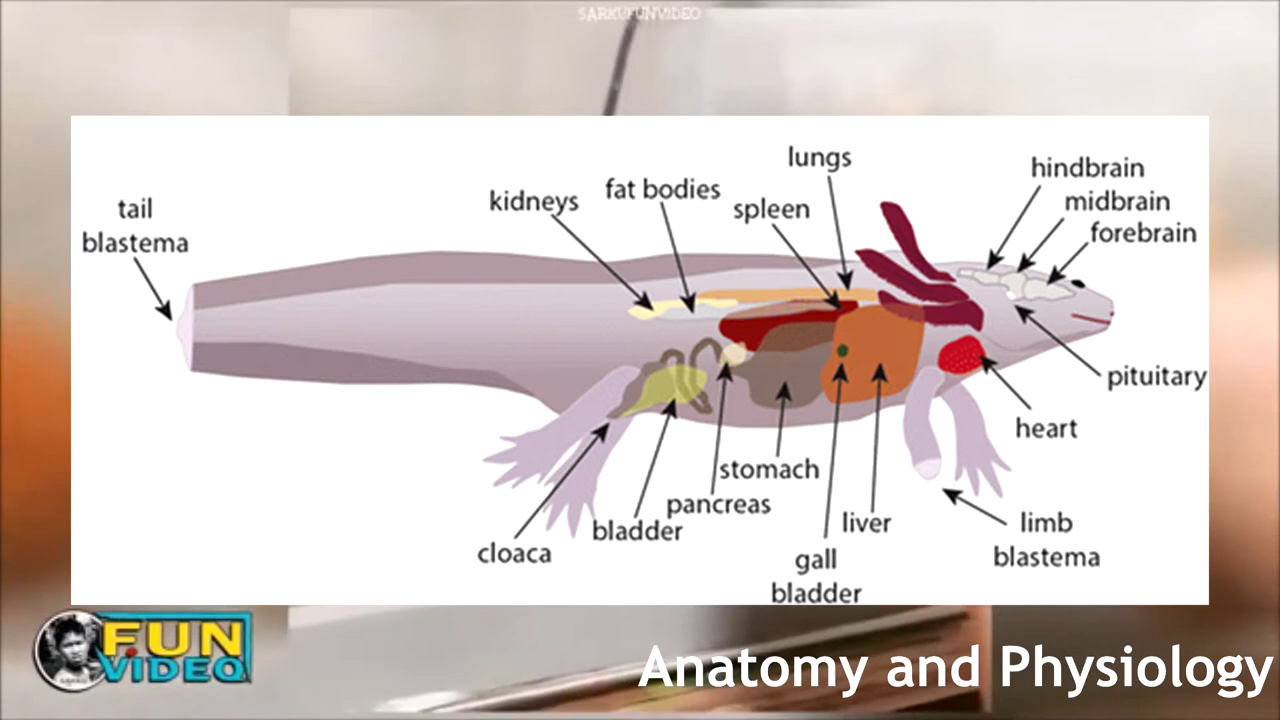 SARKUFUNVIDEO
lungs
hindbrain
midbrain
forebrain
kidneys
fat bodies
spleen
tail
blastema
pituitary
heart
stomach
pancreas
bladder
cloaca
liver
gall
bladder
limb
blastema
FUN
VIDEO
Anatomy and Physiology